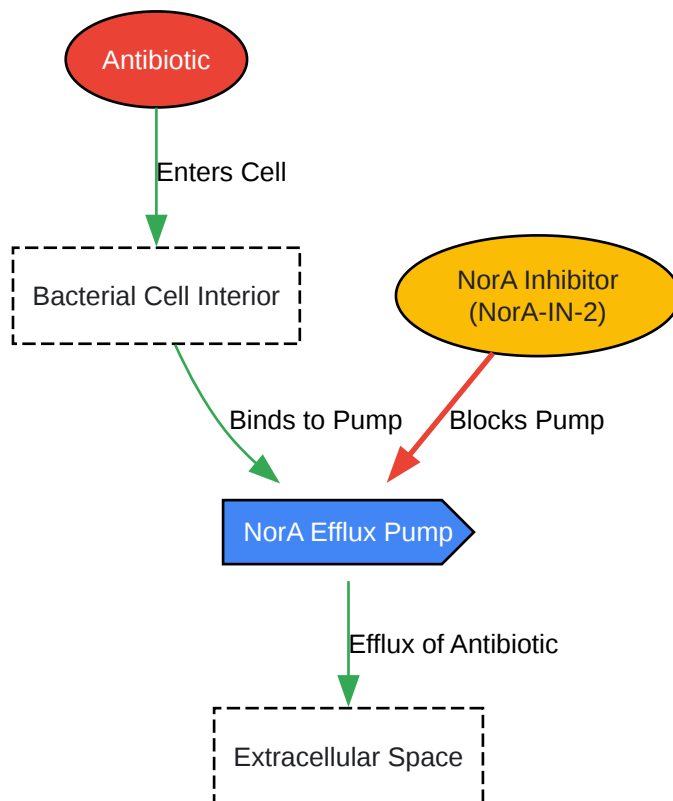 Antibiotic
Enters Cell
Bacterial Cell Interior
NorA Inhibitor
(NorA-IN-2)
Binds to Pump
Blocks Pump
NorA Efflux Pump
Efflux of Antibiotic
Extracellular Space